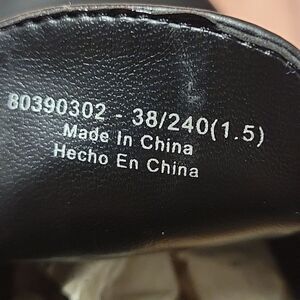 80390302 - 38/240(1.5)
Made In China
Hecho En China